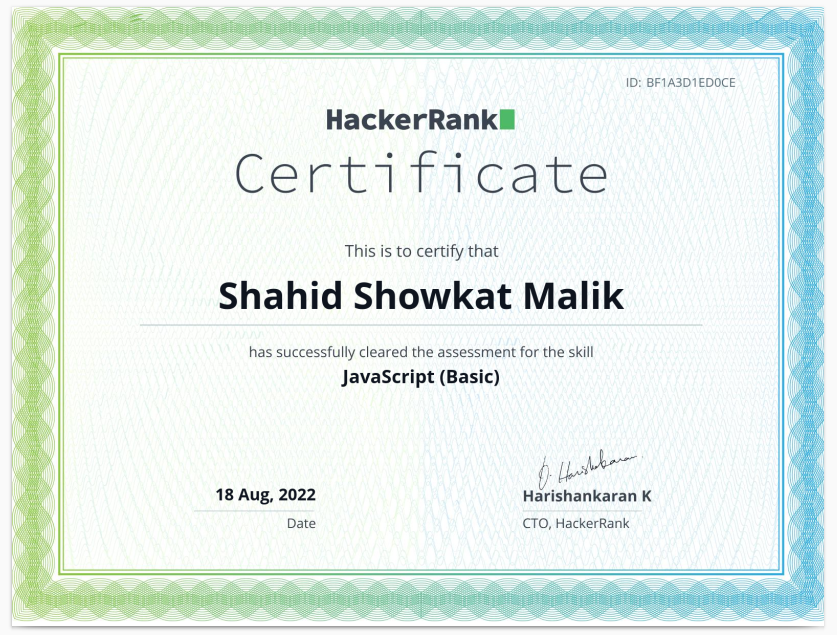 ID: BF1A3D1ED0CE
HackerRank
Certificate
This is to certify that
Shahid Showkat Malik
has successfully cleared the assessment for the skill
JavaScript (Basic)
18 Aug, 2022
Date
D. Harishankaran
Harishankaran K
CTO, HackerRank